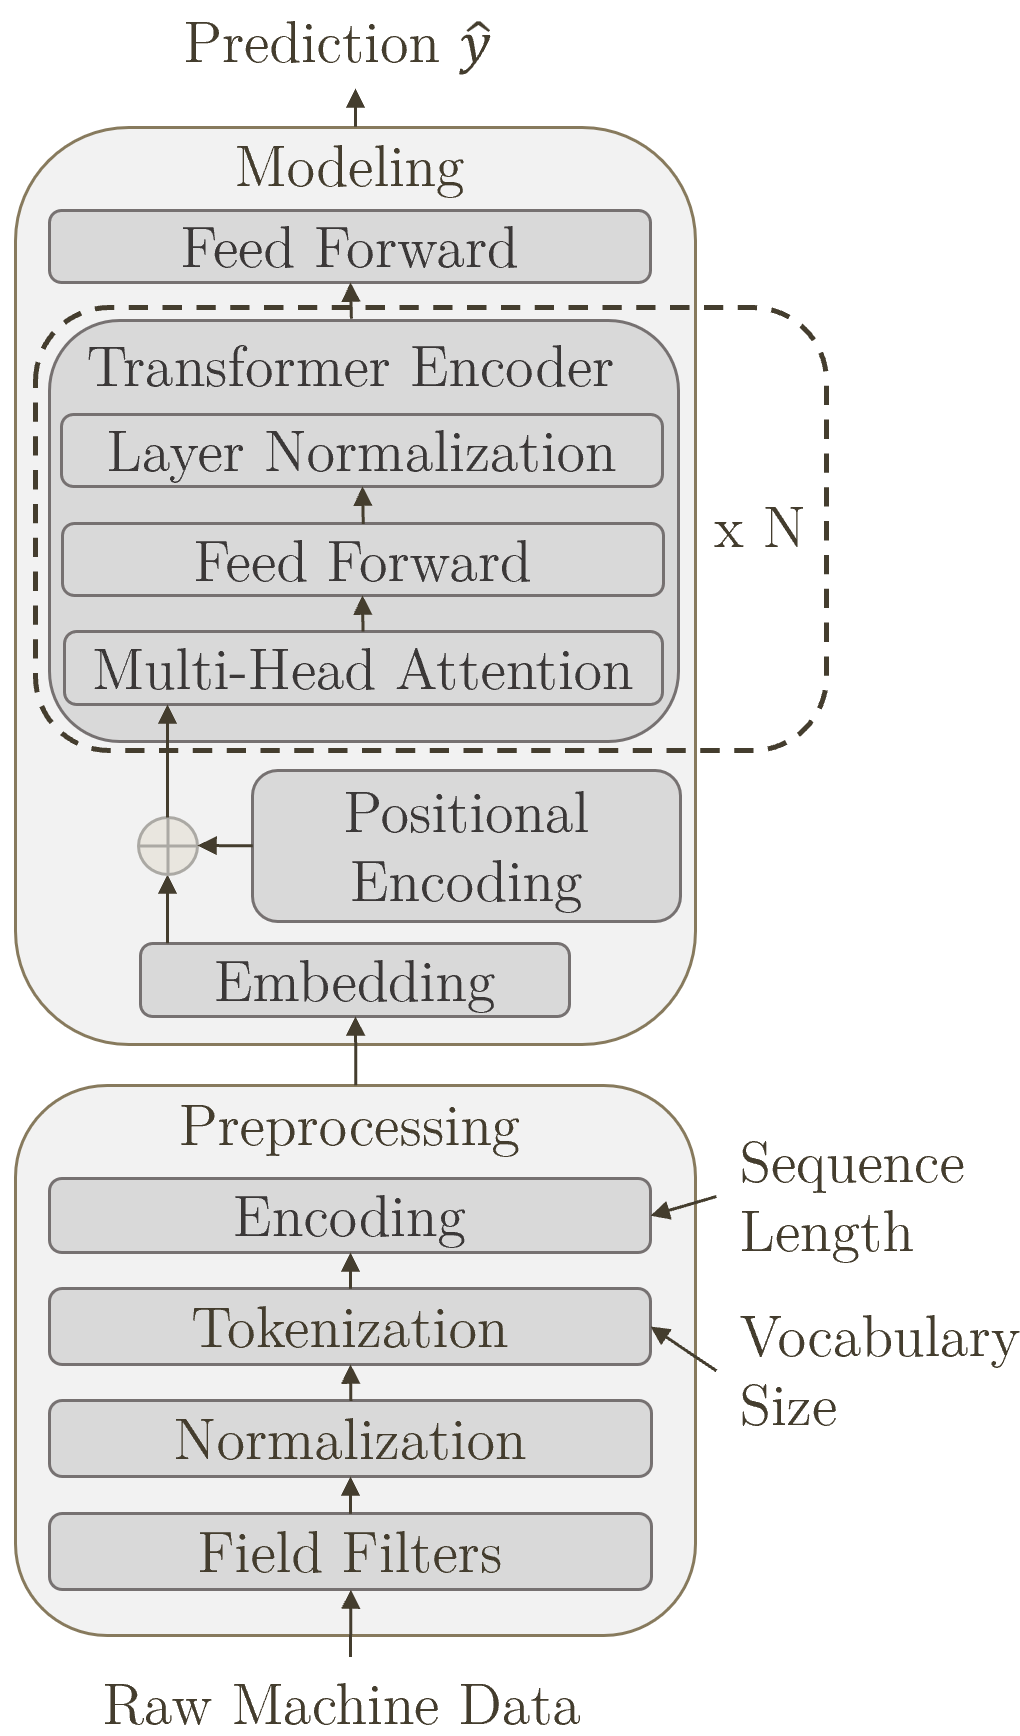 Prediction ŷ
Modeling
Feed Forward
Transformer Encoder
Layer Normalization
Feed Forward
x N
Multi-Head Attention
Positional
Encoding
Embedding
Preprocessing
Encoding
Sequence
Length
Tokenization
Vocabulary
Size
Normalization
Field Filters
Raw Machine Data